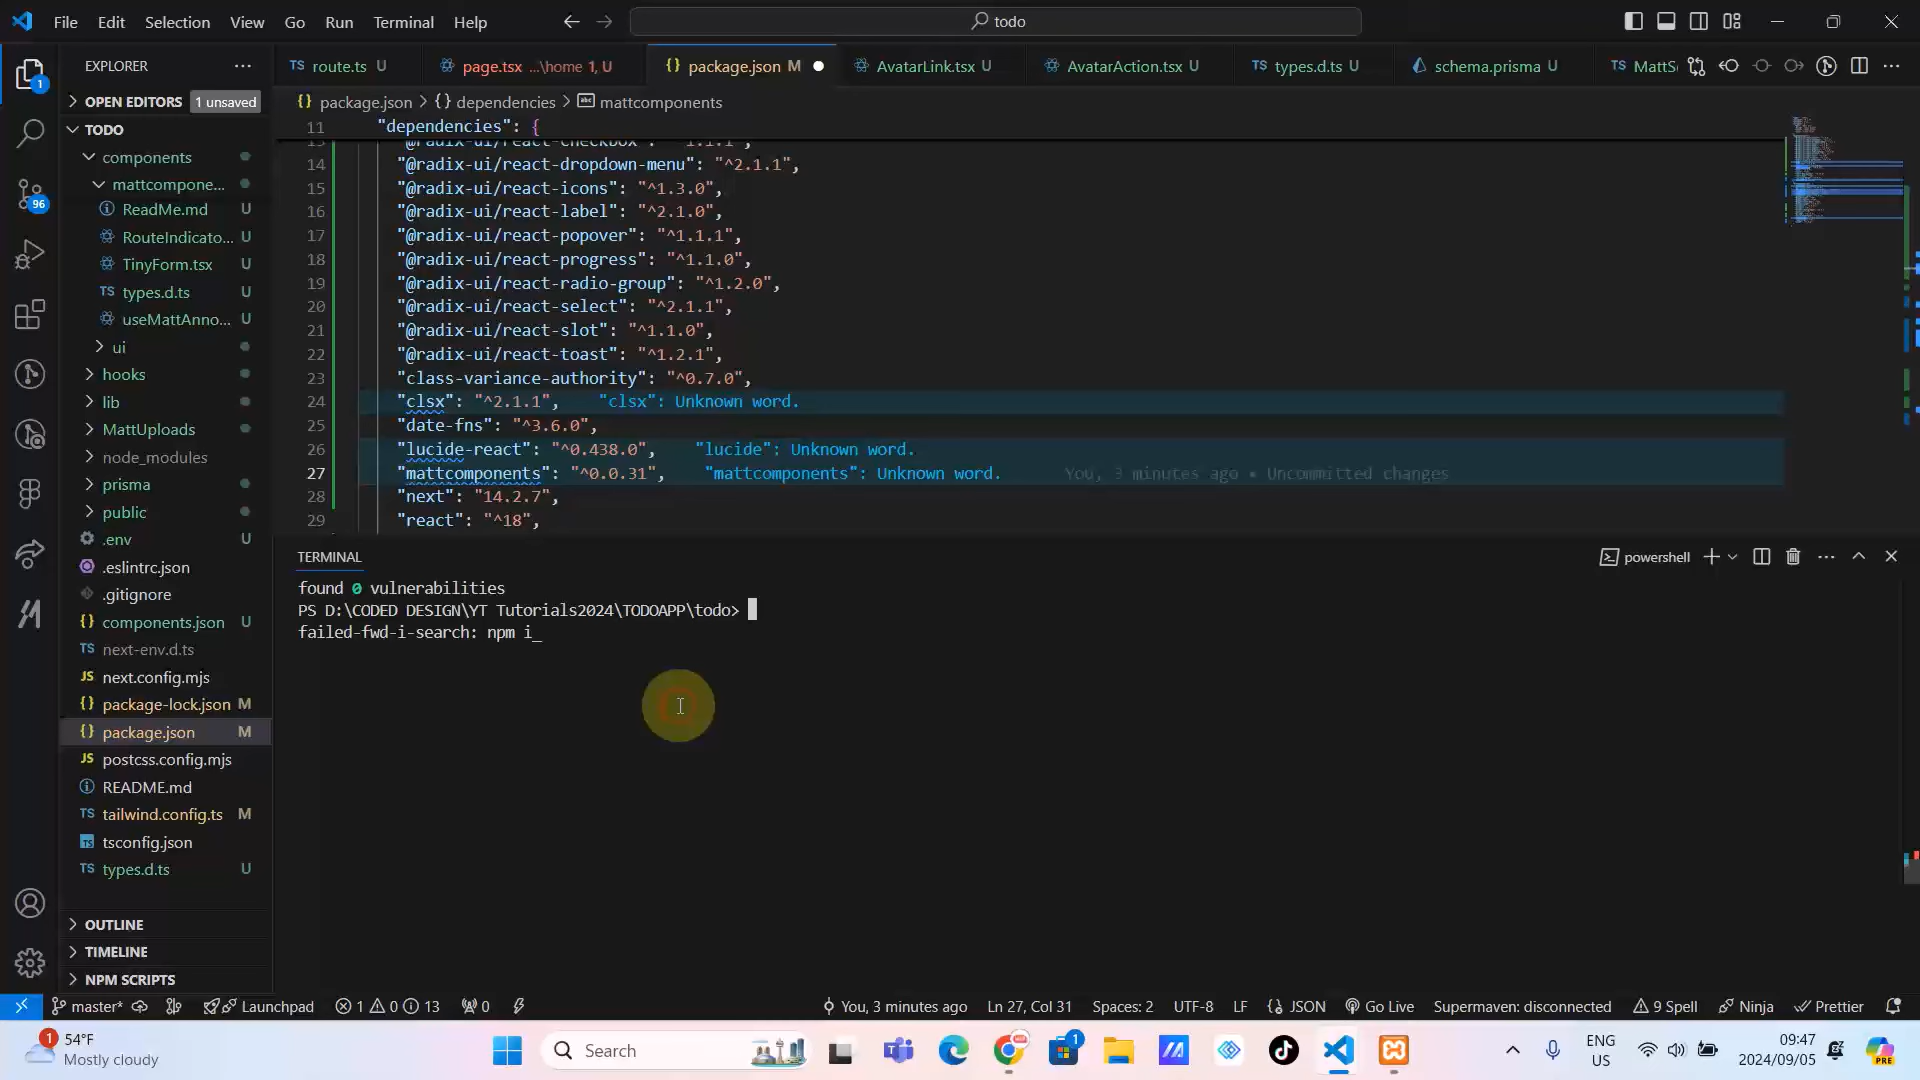 File Edit Selection View Go Run Terminal Help
todo
EXPLORER
OPEN EDITORS 1 unsaved
TODO
components
mattcompone...
ReadMe.md U
RouteIndicato... U
TinyForm.tsx U
types.d.ts U
useMattAnno... U
ui
hooks
lib
MattUploads
node_modules
prisma
public
.env U
.eslintrc.json
.gitignore
components.json U
next-env.d.ts
next.config.mjs
package-lock.json M
package.json M
postcss.config.mjs
README.md
tailwind.config.ts M
tsconfig.json
types.d.ts U
OUTLINE
TIMELINE
NPM SCRIPTS
route.ts U page.tsx ...\home 1, U package.json M AvatarLink.tsx U AvatarAction.tsx U types.d.ts U schema.prisma U
package.json > dependencies > mattcomponents
11 "dependencies": {
14 "@radix-ui/react-dropdown-menu": "^2.1.1",
15 "@radix-ui/react-icons": "^1.3.0",
16 "@radix-ui/react-label": "^2.1.0",
17 "@radix-ui/react-popover": "^1.1.1",
18 "@radix-ui/react-progress": "^1.1.0",
19 "@radix-ui/react-radio-group": "^1.2.0",
20 "@radix-ui/react-select": "^2.1.1",
21 "@radix-ui/react-slot": "^1.1.0",
22 "@radix-ui/react-toast": "^1.2.1",
23 "class-variance-authority": "^0.7.0",
24 "clsx": "^2.1.1", "clsx": Unknown word.
25 "date-fns": "^3.6.0",
26 "lucide-react": "^0.438.0", "lucide": Unknown word.
27 "mattcomponents": "^0.0.31", "mattcomponents": Unknown word. You, 3 minutes ago • Uncommitted changes
28 "next": "14.2.7",
29 "react": "^18",
TERMINAL
powershell
found 0 vulnerabilities
PS D:\CODED DESIGN\YT Tutorials2024\TODOAPP\todo>
failed-fwd-i-search: npm i_
master* Launchpad 1 0 13 0
You, 3 minutes ago Ln 27, Col 31 Spaces: 2 UTF-8 LF JSON Go Live Supermaven: disconnected 9 Spell Ninja Prettier
1 54°F
Mostly cloudy
Search
ENG
US
09:47
2024/09/05